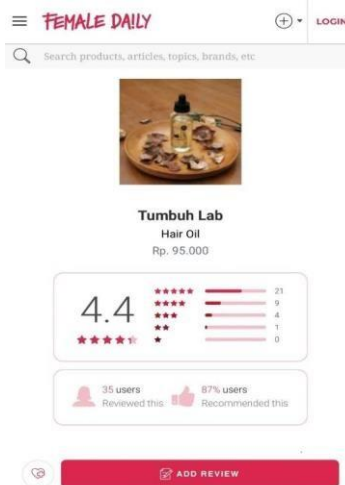 FEMALE DAILY
LOGIN
Search products, articles, topics, brands, etc
Tumbuh Lab
Hair Oil
Rp. 95.000
4.4
21
9
4
1
0
35 users
Reviewed this
87% users
Recommended this
ADD REVIEW